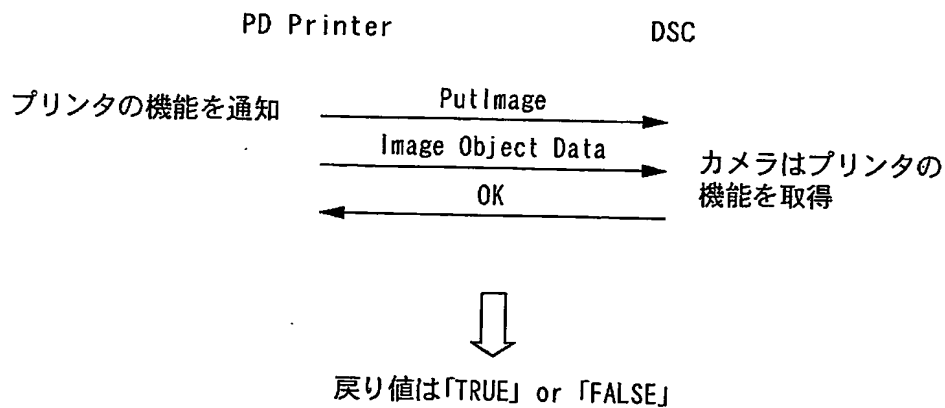 PD Printer DSC
プリンタの機能を通知
PutImage
Image Object Data
カメラはプリンタの
機能を取得
OK
戻り値は「TRUE」 or 「FALSE」